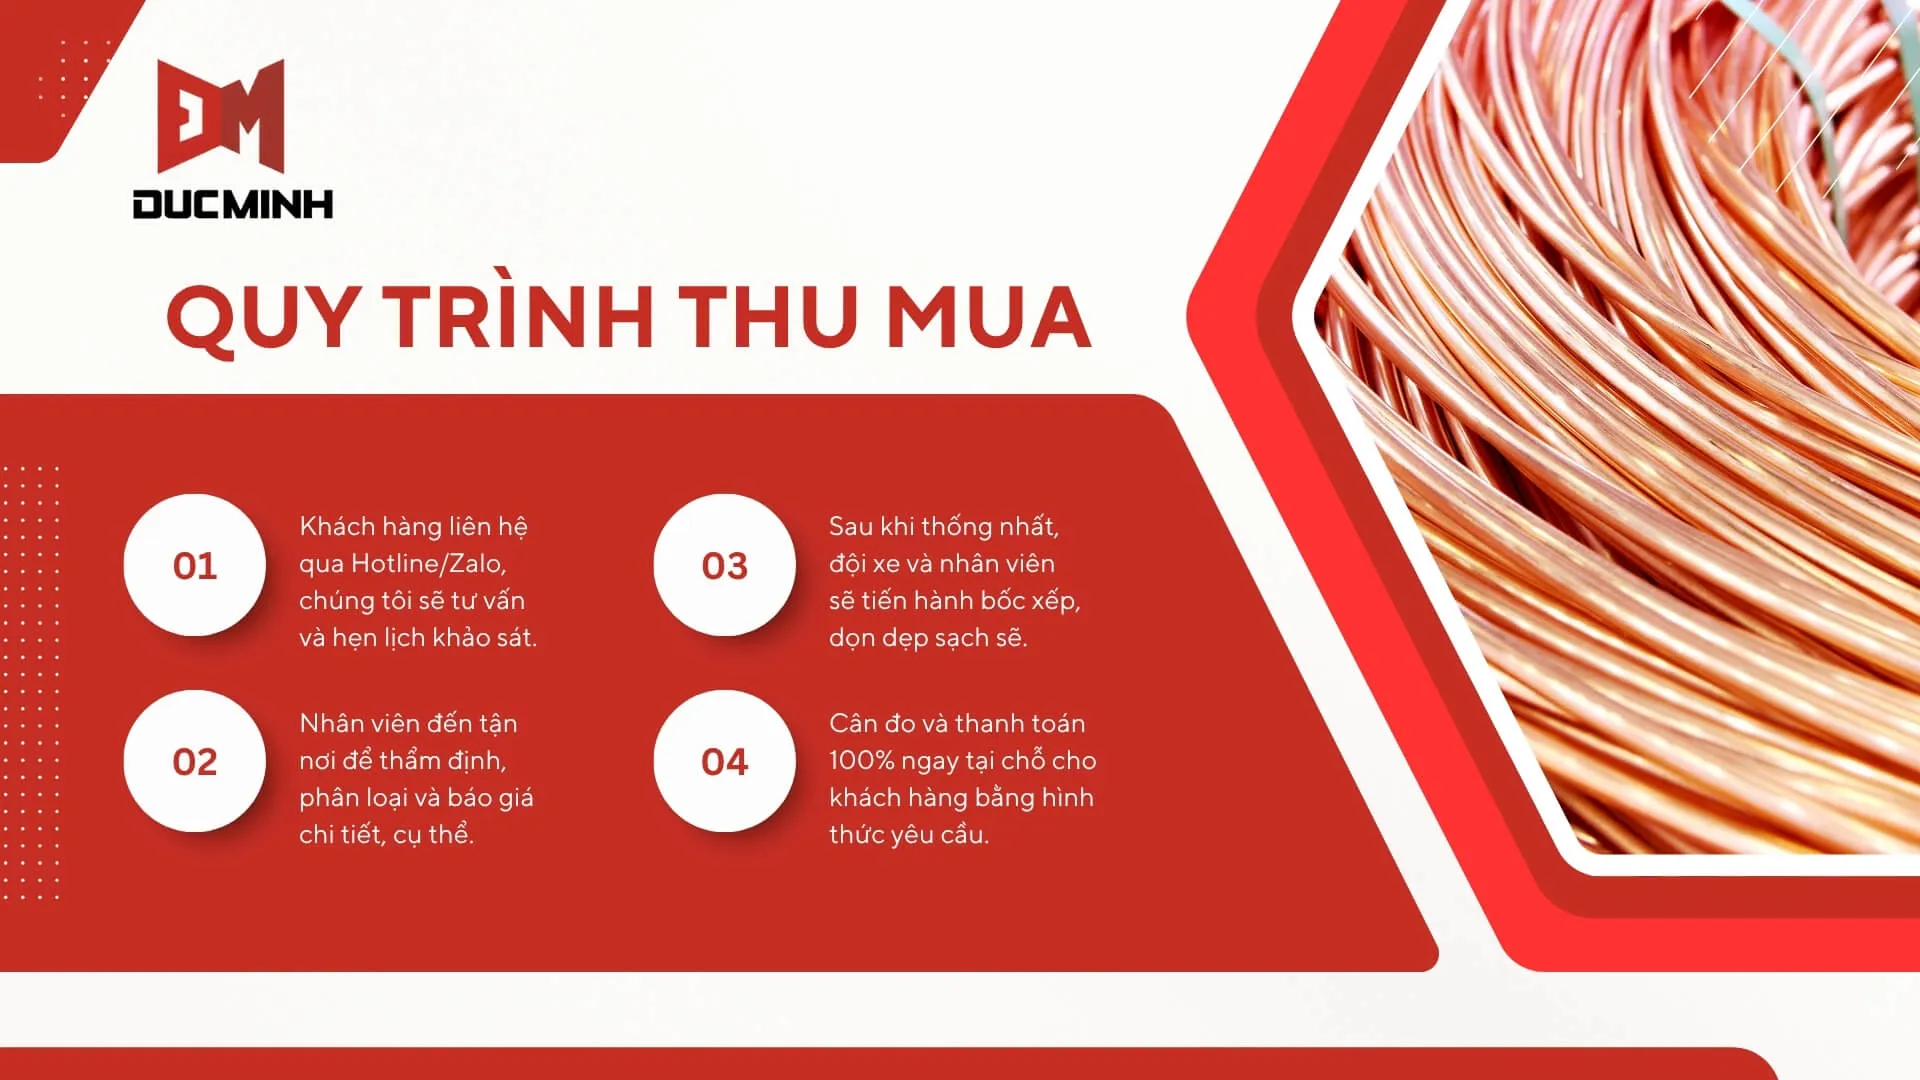 DUCMINH
QUY TRÌNH THU MUA
01
Khách hàng liên hệ
qua Hotline/Zalo,
chúng tôi sẽ tư vấn
và hẹn lịch khảo sát.
02
Nhân viên đến tận
nơi để thẩm định,
phân loại và báo giá
chi tiết, cụ thể.
03
Sau khi thống nhất,
đội xe và nhân viên
sẽ tiến hành bốc xếp,
dọn dẹp sạch sẽ.
04
Cân đo và thanh toán
100% ngay tại chỗ cho
khách hàng bằng hình
thức yêu cầu.